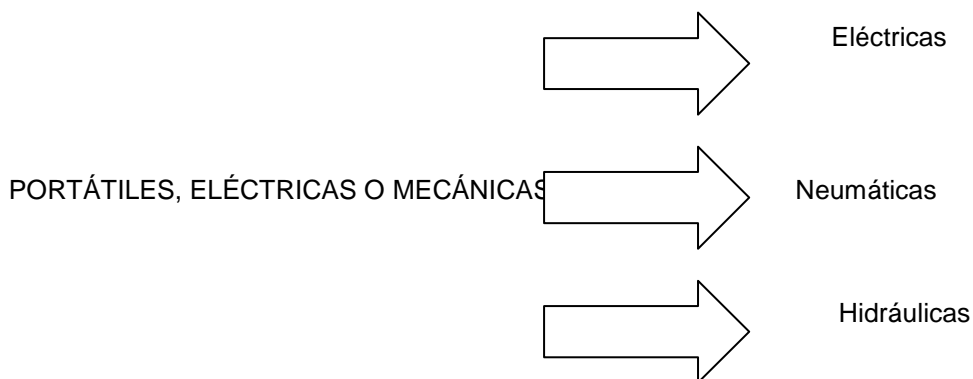 Eléctricas
PORTÁTILES, ELÉCTRICAS O MECÁNICAS
Neumáticas
Hidráulicas